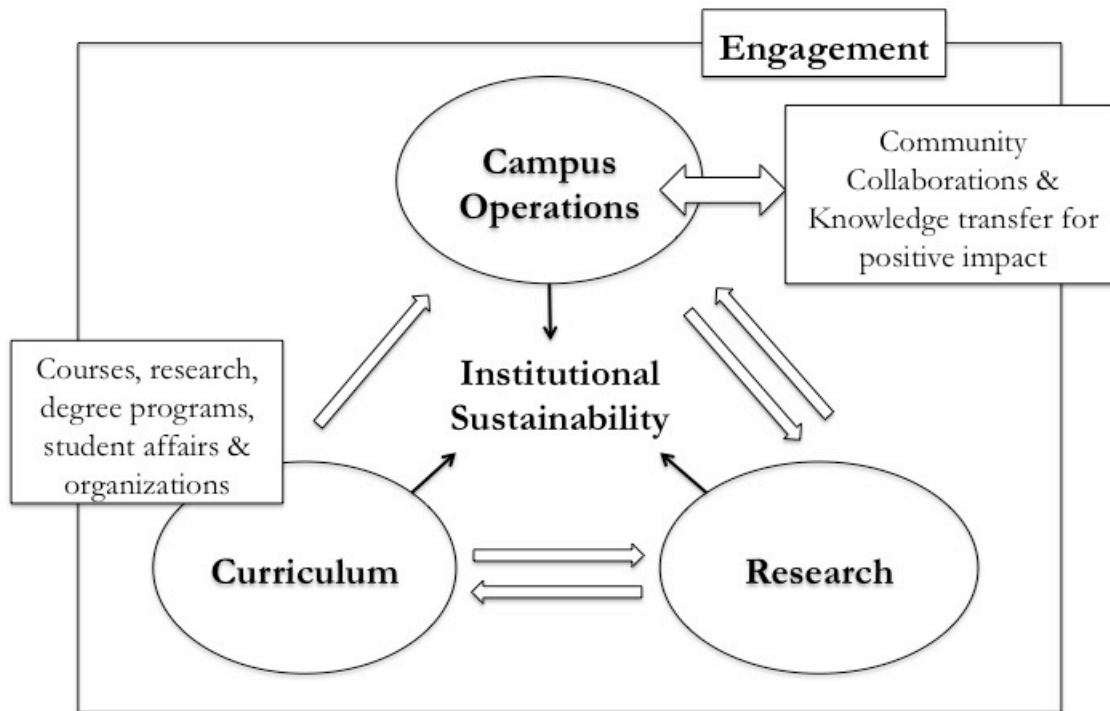 Engagement
Campus
Operations
Community
Collaborations &
Knowledge transfer for
positive impact
Institutional
Sustainability
Courses, research,
degree programs,
student affairs &
organizations
Curriculum
Research